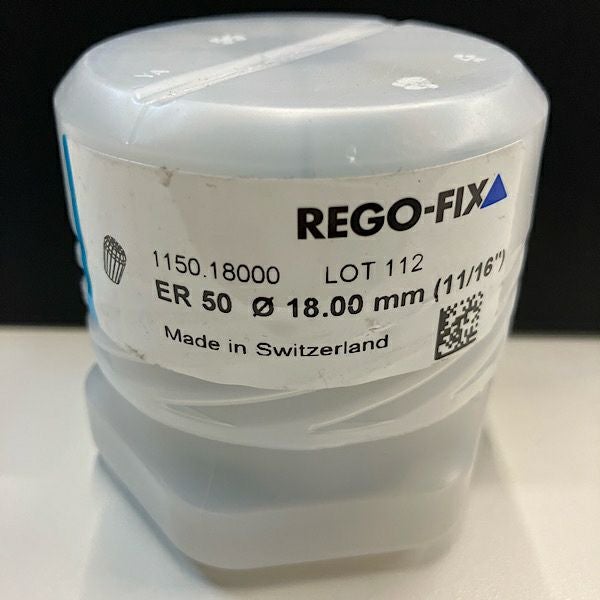 REGO-FIX
1150.18000 LOT 112
ER 50 Ø 18.00 mm (11/16")
Made in Switzerland